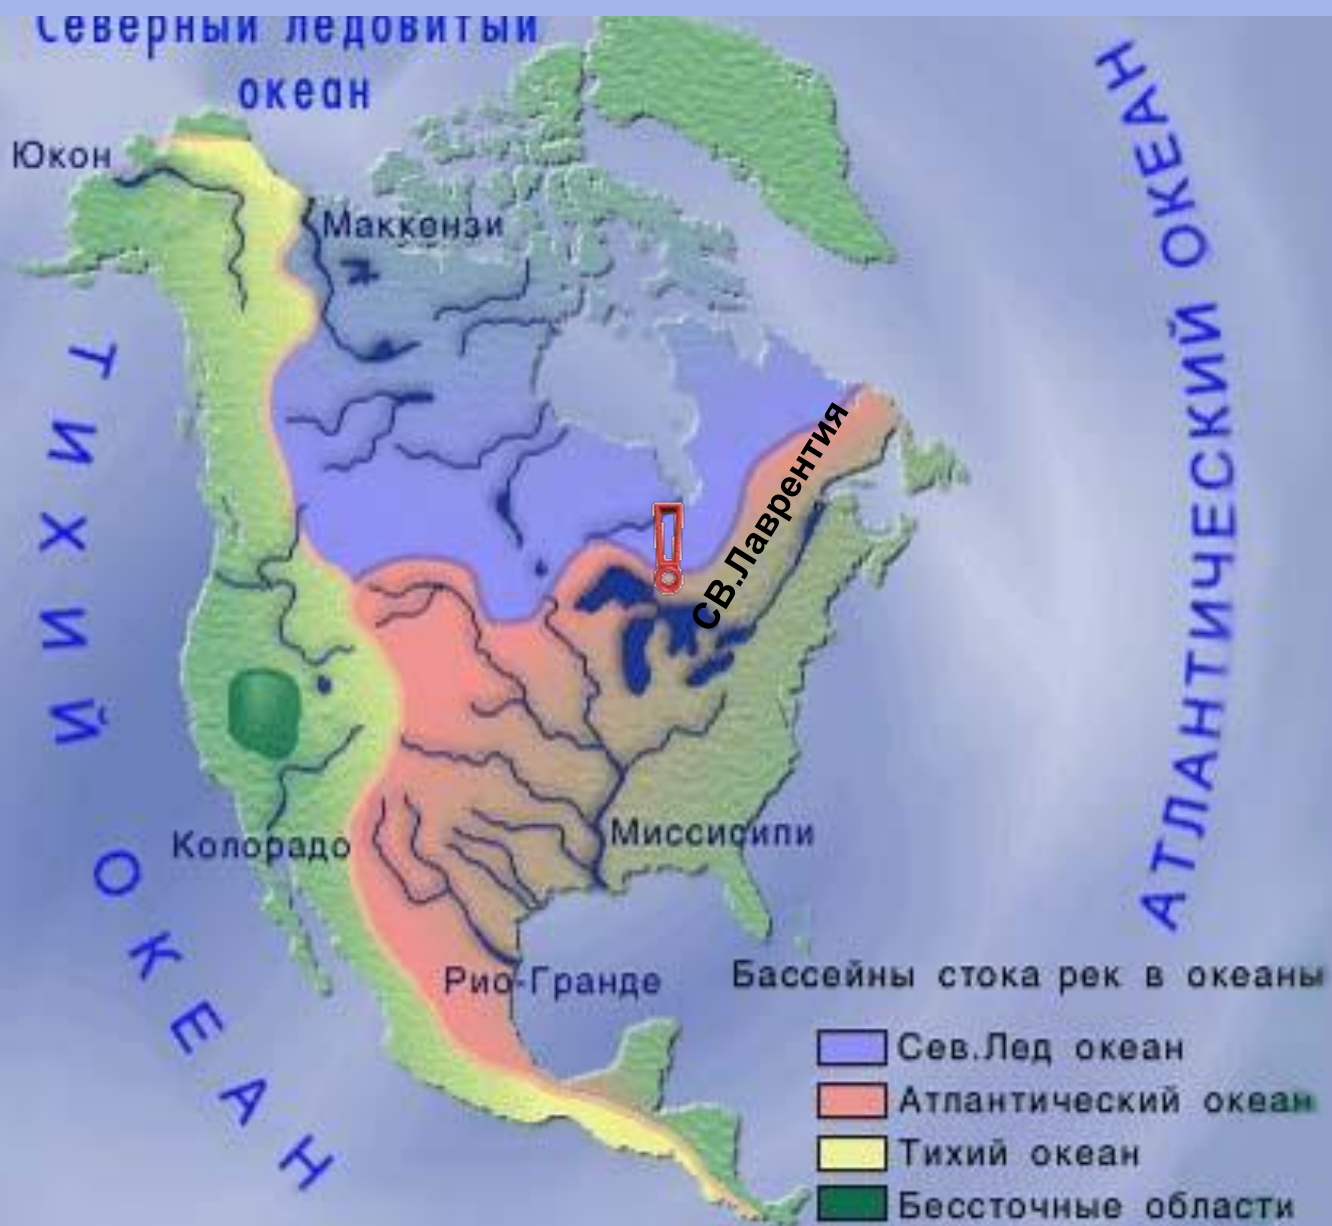 Северный ледовитый
океан
Юкон
Маккензи
ТИХИЙ ОКЕАН
АТЛАНТИЧЕСКИЙ ОКЕАН
СВ.Лаврентия
Колорадо
Миссисипи
Рио-Гранде
Бассейны стока рек в океаны
Сев.Лед океан
Атлантический океан
Тихий океан
Бессточные области